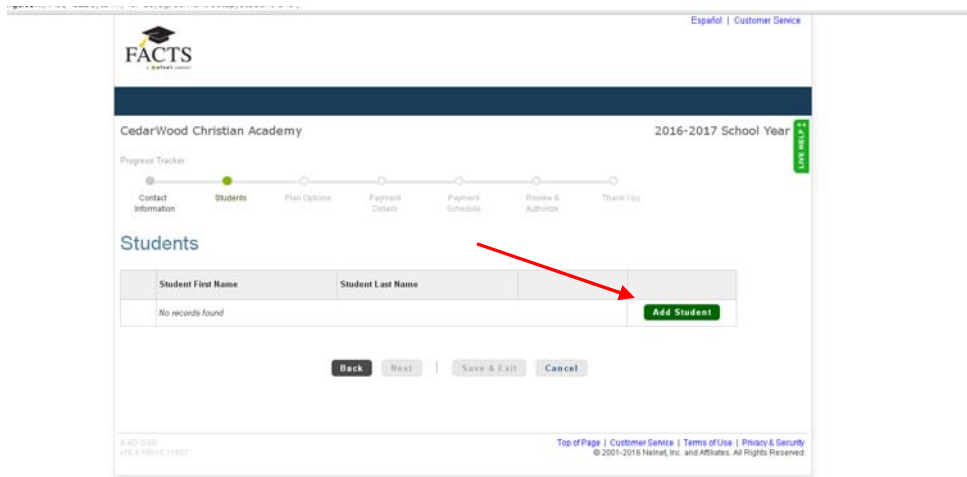 Español | Customer Service
FACTS
CedarWood Christian Academy
2016-2017 School Year
LIVE HELP
Progress Tracker
Contact Information
Students
Plan Options
Payment Details
Payment Schedule
Review & Authorize
Thank You
Students
Student First Name Student Last Name
No records found Add Student
Back Next | Save & Exit Cancel
Top of Page | Customer Service | Terms of Use | Privacy & Security
© 2001-2016 Nelnet, Inc. and Affiliates. All Rights Reserved.